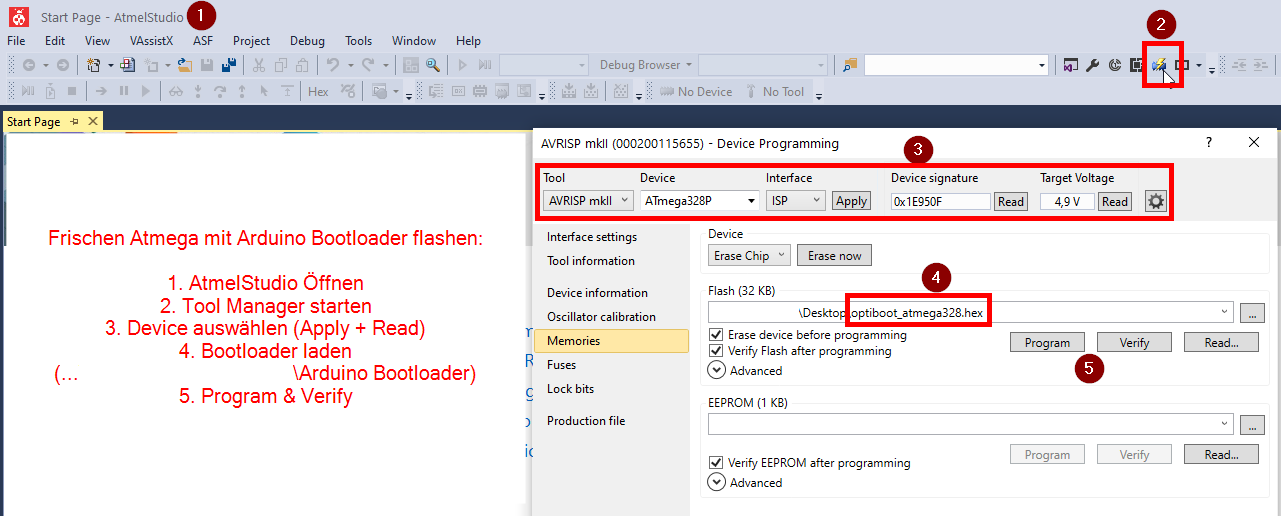 Start Page - AtmelStudio 1
2
File Edit View VAssistX ASF Project Debug Tools Window Help
Debug Browser
Hex No Device No Tool
Start Page
AVRISP mkII (000200115655) - Device Programming
3
Tool Device Interface Device signature Target Voltage
AVRISP mkII ATmega328P ISP Apply 0x1E950F Read 4,9 V Read
Frischen Atmega mit Arduino Bootloader flashen:
1. AtmelStudio Öffnen
2. Tool Manager starten
3. Device auswählen (Apply + Read)
4. Bootloader laden
(... \Arduino Bootloader)
5. Program & Verify
Interface settings
Tool information
Device information
Oscillator calibration
Memories
Fuses
Lock bits
Production file
Device
Erase Chip Erase now
4
Flash (32 KB)
\Desktop\optiboot_atmega328.hex ...
Erase device before programming
Verify Flash after programming
Program Verify Read...
5
Advanced
EEPROM (1 KB)
...
Verify EEPROM after programming
Program Verify Read...
Advanced